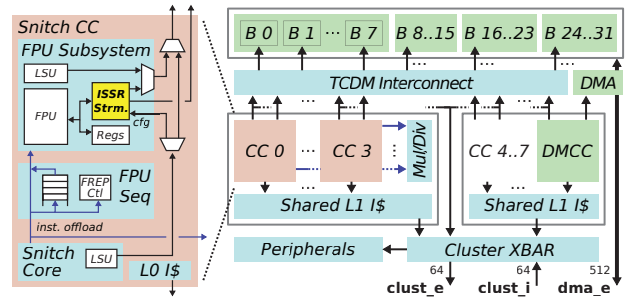 Snitch CC
FPU Subsystem
LSU
FPU
ISSR
Strm.
cfg
Regs
FREP
Ctl
FPU
Seq
inst. offload
Snitch
Core
LSU
L0 I$
B 0
B 1
...
B 7
B 8..15
B 16..23
B 24..31
...
...
...
TCDM Interconnect
DMA
...
...
...
CC 0
...
CC 3
...
Mul/Div
CC 4..7
DMCC
...
...
Shared L1 I$
Shared L1 I$
Peripherals
Cluster XBAR
64
64
512
clust_e
clust_i
dma_e